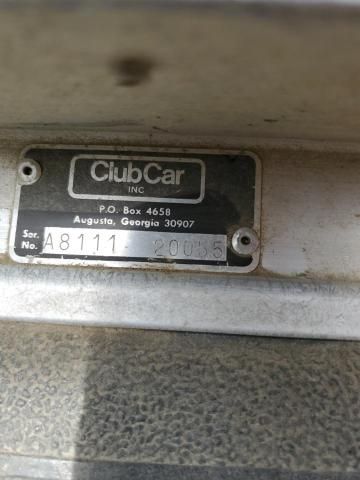 ClubCar
INC
P.O. Box 4658
Augusta, Georgia 30907
Ser.
No. A8111 20055